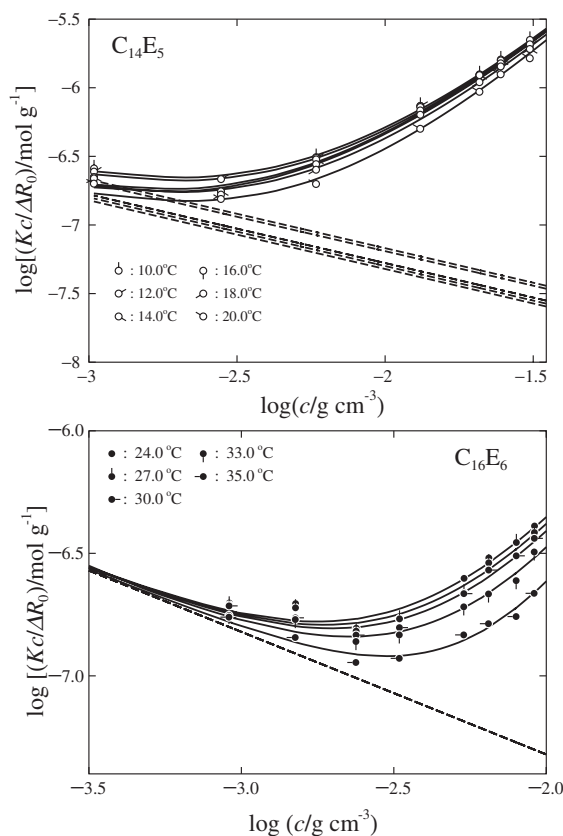 C₁₄E₅
log[(Kc/ΔR₀)/mol g⁻¹]
−5.5
−6
−6.5
−7
−7.5
−8
: 10.0°C : 16.0°C
: 12.0°C : 18.0°C
: 14.0°C : 20.0°C
−3 −2.5 −2 −1.5
log(c/g cm⁻³)
C₁₆E₆
log [(Kc/ΔR₀)/mol g⁻¹]
−6.0
−6.5
−7.0
: 24.0 °C : 33.0 °C
: 27.0 °C : 35.0 °C
: 30.0 °C
−3.5 −3.0 −2.5 −2.0
log (c/g cm⁻³)